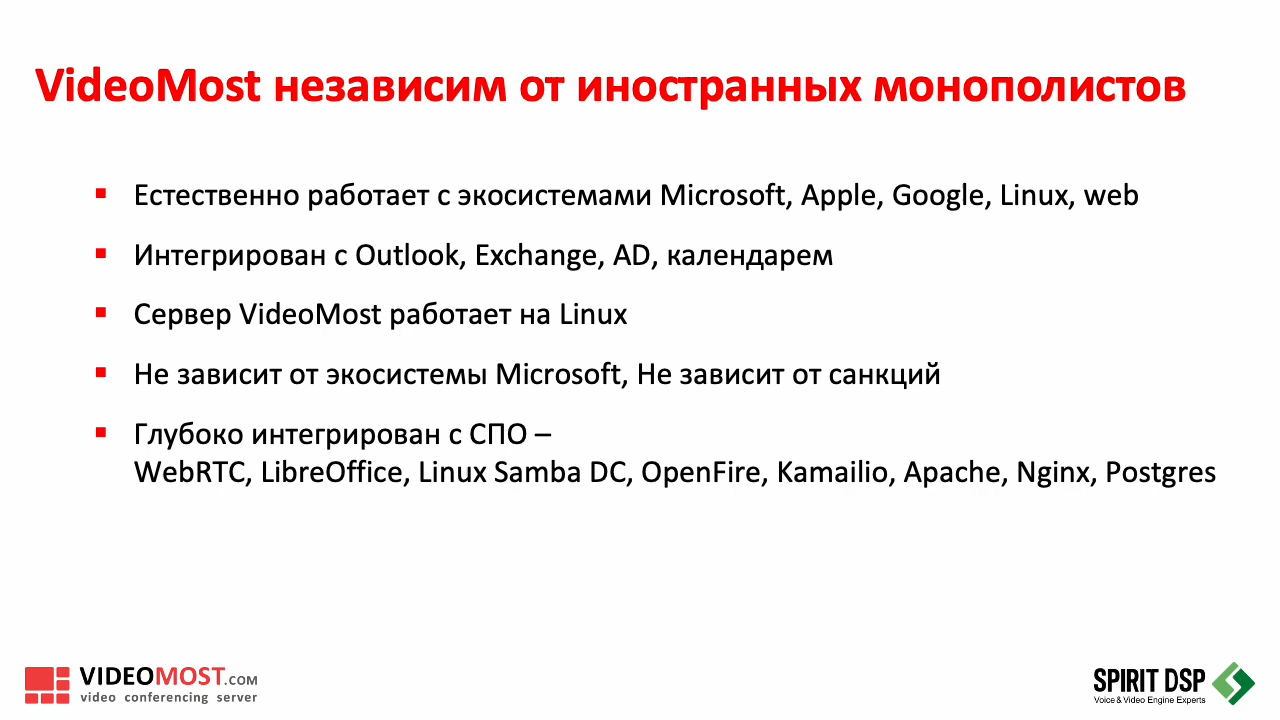 VideoMost независим от иностранных монополистов
Естественно работает с экосистемами Microsoft, Apple, Google, Linux, web
Интегрирован с Outlook, Exchange, AD, календарем
Сервер VideoMost работает на Linux
Не зависит от экосистемы Microsoft, Не зависит от санкций
Глубоко интегрирован с СПО –
WebRTC, LibreOffice, Linux Samba DC, OpenFire, Kamailio, Apache, Nginx, Postgres
VIDEOMOST.COM
video conferencing server
SPIRIT DSP
Voice & Video Engine Experts